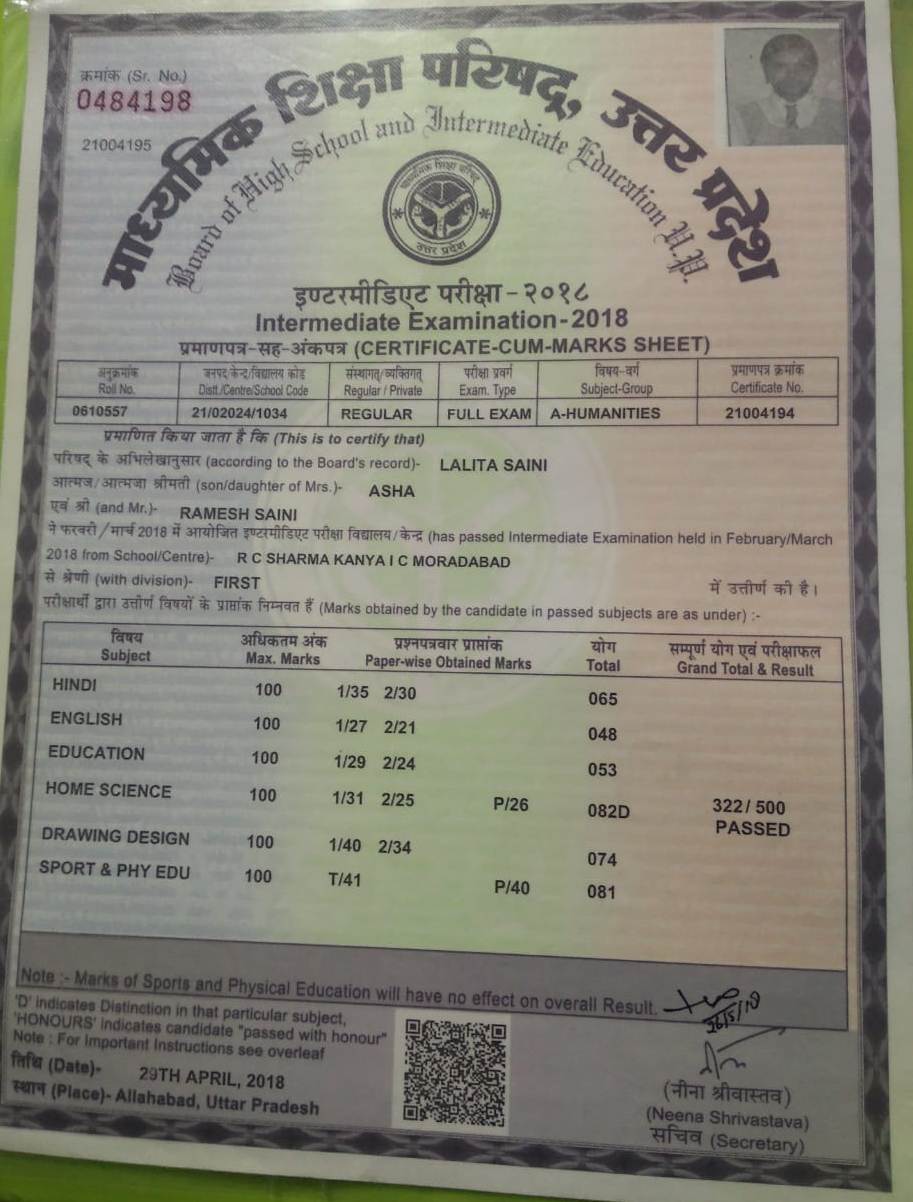 क्रमांक (Sr. No.)
0484198
21004195
माध्यमिक शिक्षा परिषद्, उत्तर प्रदेश
Board of High School and Intermediate Education U.P.
माध्यमिक शिक्षा परिषद्
उत्तर प्रदेश
इण्टरमीडिएट परीक्षा - २०१८
Intermediate Examination-2018
प्रमाणपत्र-सह-अंकपत्र (CERTIFICATE-CUM-MARKS SHEET)
अनुक्रमांक जनपद/केन्द्र/विद्यालय कोड संस्थागत/व्यक्तिगत् परीक्षा प्रवर्ग विषय-वर्ग प्रमाणपत्र क्रमांक
Roll No. Distt./Centre/School Code Regular / Private Exam. Type Subject-Group Certificate No.
0610557 21/02024/1034 REGULAR FULL EXAM A-HUMANITIES 21004194
प्रमाणित किया जाता है कि (This is to certify that)
परिषद के अभिलेखानुसार (according to the Board's record)- LALITA SAINI
आत्मज/आत्मजा श्रीमती (son/daughter of Mrs.)- ASHA
एवं श्री (and Mr.)- RAMESH SAINI
ने फरवरी/मार्च 2018 में आयोजित इण्टरमीडिएट परीक्षा विद्यालय/केन्द्र (has passed Intermediate Examination held in February/March
2018 from School/Centre)- R C SHARMA KANYA I C MORADABAD
से श्रेणी (with division)- FIRST में उत्तीर्ण की है।
परीक्षार्थी द्वारा उत्तीर्ण विषयों के प्राप्तांक निम्नवत हैं (Marks obtained by the candidate in passed subjects are as under) :-
विषय अधिकतम अंक प्रश्नपत्रवार प्राप्तांक योग सम्पूर्ण योग एवं परीक्षाफल
Subject Max. Marks Paper-wise Obtained Marks Total Grand Total & Result
HINDI 100 1/35 2/30 065
ENGLISH 100 1/27 2/21 048
EDUCATION 100 1/29 2/24 053
HOME SCIENCE 100 1/31 2/25 P/26 082D 322/ 500
PASSED
DRAWING DESIGN 100 1/40 2/34 074
SPORT & PHY EDU 100 T/41 P/40 081
Note :- Marks of Sports and Physical Education will have no effect on overall Result.
'D' indicates Distinction in that particular subject,
'HONOURS' indicates candidate "passed with honour"
Note : For Important Instructions see overleaf
तिथि (Date)- 29TH APRIL, 2018
स्थान (Place)- Allahabad, Uttar Pradesh
26/5/18
(नीना श्रीवास्तव)
(Neena Shrivastava)
सचिव (Secretary)